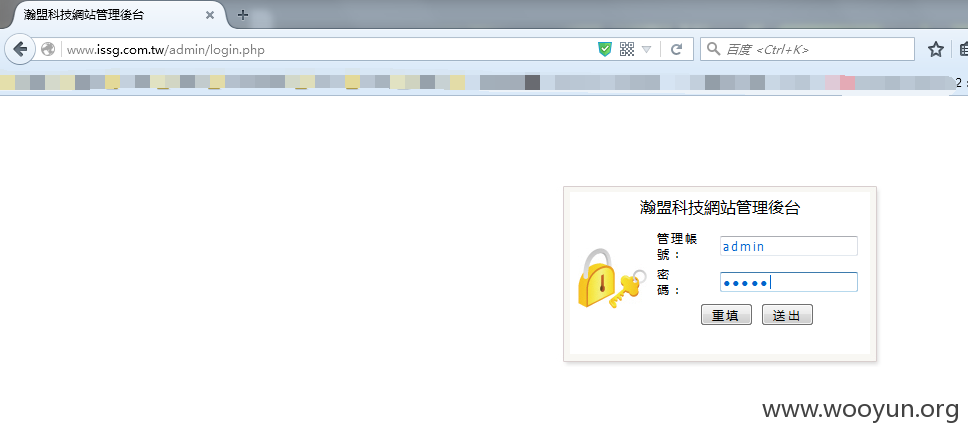 瀚盟科技網站管理後台
www.issg.com.tw/admin/login.php
百度 <Ctrl+K>
2 :
瀚盟科技網站管理後台
管理帳
號：
admin
密
碼：
●●●●●
重填 送出
www.wooyun.org